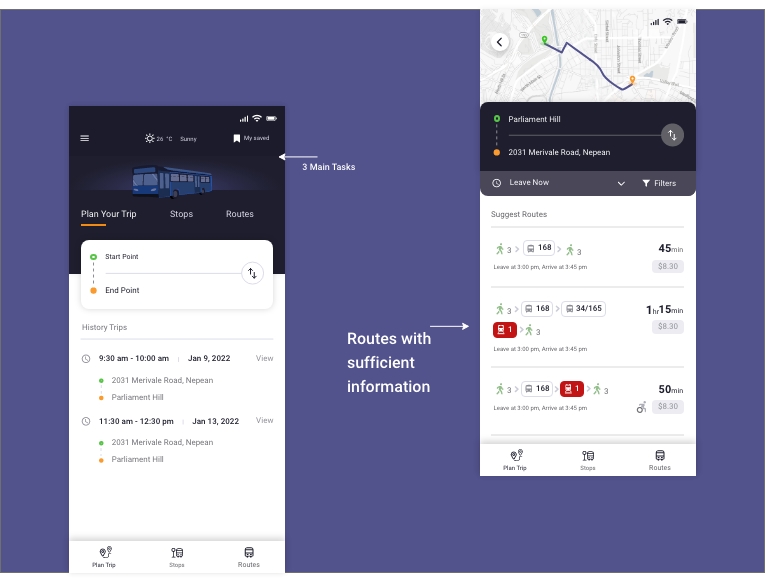 26 °C Sunny
My saved
3 Main Tasks
Plan Your Trip
Stops
Routes
Start Point
End Point
History Trips
9:30 am - 10:00 am | Jan 9, 2022
View
2031 Merivale Road, Nepean
Parliament Hill
11:30 am - 12:30 pm | Jan 13, 2022
View
2031 Merivale Road, Nepean
Parliament Hill
Plan Trip
Stops
Routes
Routes with
sufficient
information
Parliament Hill
2031 Merivale Road, Nepean
Leave Now
Filters
Suggest Routes
3 > 168 > 3
45min
Leave at 3:00 pm, Arrive at 3:45 pm
$8.30
3 > 168 > 34/165
1hr15min
1 > 3
$8.30
Leave at 3:00 pm, Arrive at 3:45 pm
3 > 168 > 1 > 3
50min
Leave at 3:00 pm, Arrive at 3:45 pm
$8.30
Plan Trip
Stops
Routes